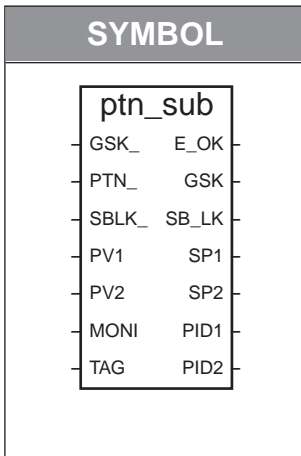 SYMBOL
ptn_sub
GSK_ E_OK
PTN_ GSK
SBLK_ SB_LK
PV1 SP1
PV2 SP2
MONI PID1
TAG PID2